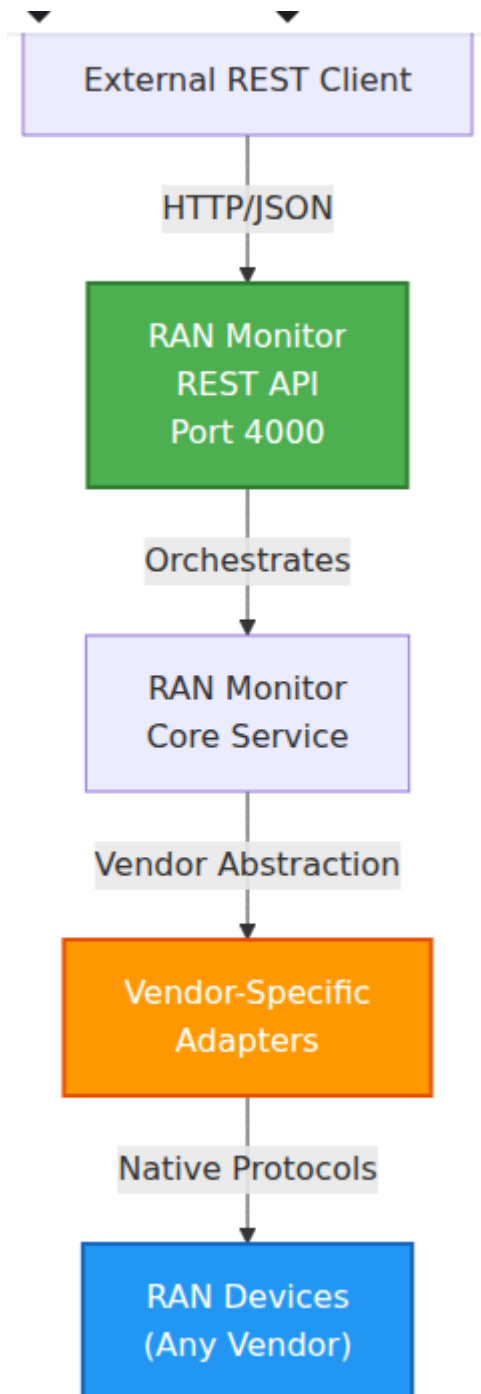 External REST Client
HTTP/JSON
RAN Monitor
REST API
Port 4000
Orchestrates
RAN Monitor
Core Service
Vendor Abstraction
Vendor-Specific
Adapters
Native Protocols
RAN Devices
(Any Vendor)